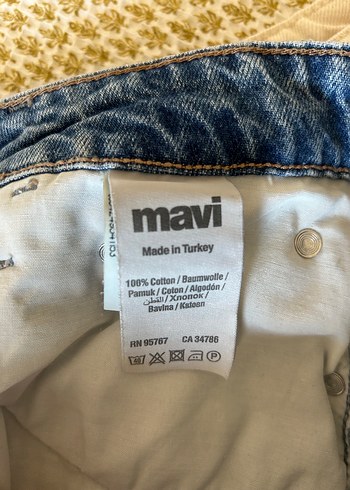 mavi
Made in Turkey
100% Cotton / Baumwolle /
Pamuk / Coton / Algodón /
القطن / Хлопок /
Bavlna / Katoen
RN 95767 CA 34786
P